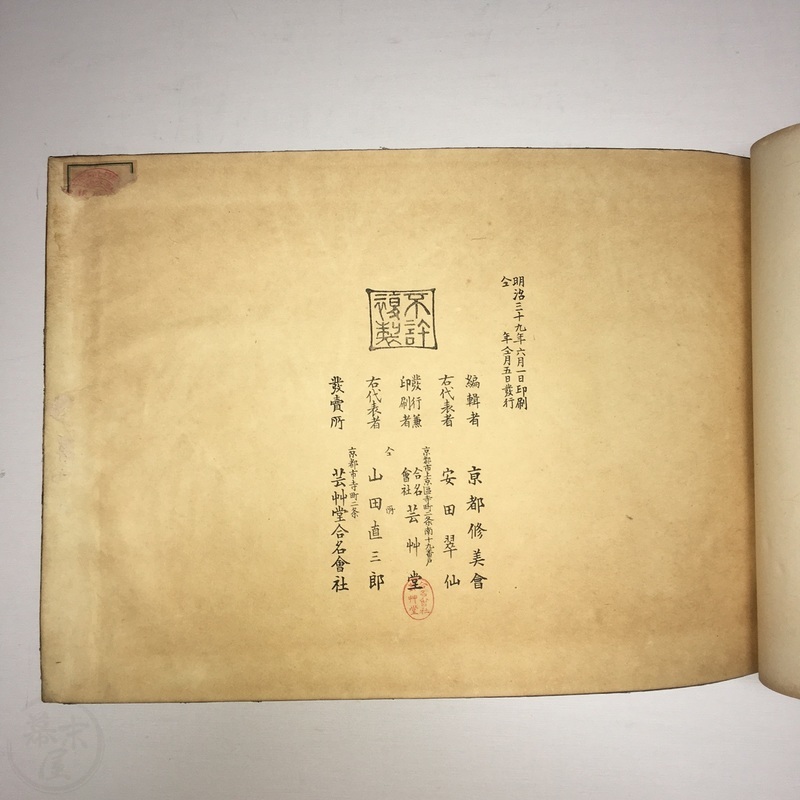 明治三十九年六月一日印刷
仝　年仝月五日發行
不許複製
編輯者　京都修美會
右代表者　安田翠仙
京都市上京區寺町二条南十九番戸
發行兼印刷者　合名會社　芸艸堂
仝所
右代表者　山田直三郎
京都市寺町二条
發賣所　芸艸堂合名會社